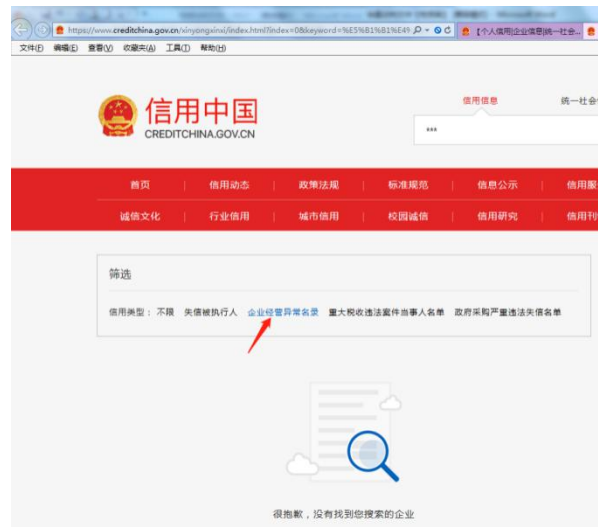 https://www.creditchina.gov.cn/xinyongxinxi/index.html?index=0&keyword=%E5%B1%B1%E4%
【个人信用|企业信息|统一社会...
文件(F) 编辑(E) 查看(V) 收藏夹(A) 工具(T) 帮助(H)
信用中国
CREDITCHINA.GOV.CN
信用信息 统一社会
***
首页 | 信用动态 | 政策法规 | 标准规范 | 信息公示 | 信用服
诚信文化 | 行业信用 | 城市信用 | 校园诚信 | 信用研究 | 信用刊
筛选
信用类型： 不限 失信被执行人 企业经营异常名录 重大税收违法案件当事人名单 政府采购严重违法失信名单
很抱歉，没有找到您搜索的企业